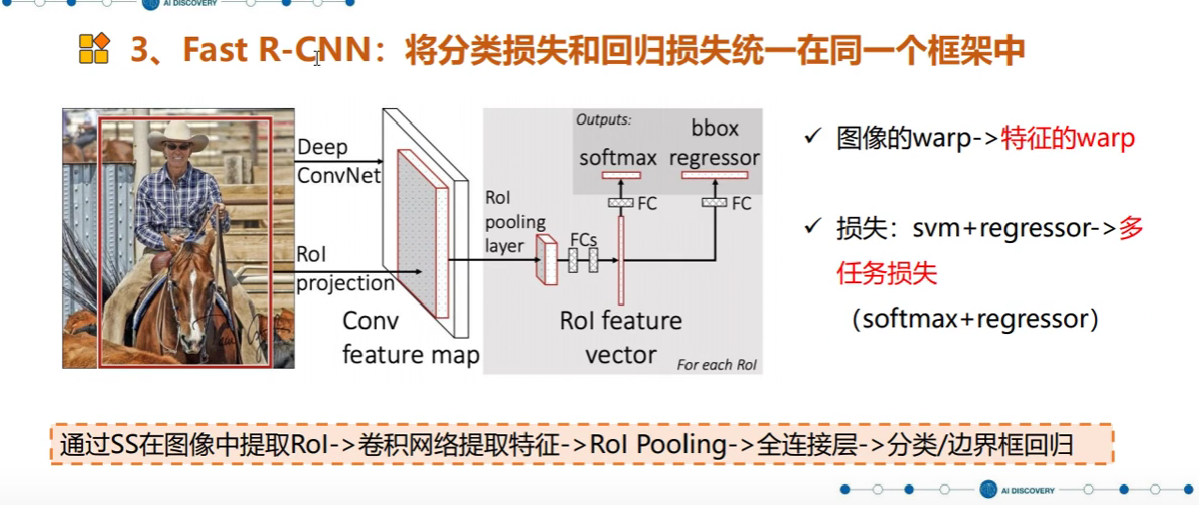 AI DISCOVERY
3、Fast R-CNN：将分类损失和回归损失统一在同一个框架中
Deep
ConvNet
RoI
projection
Conv
feature map
RoI
pooling
layer
FCs
Outputs:
softmax
bbox
regressor
FC
FC
RoI feature
vector
For each RoI
✓ 图像的warp->特征的warp
✓ 损失：svm+regressor->多
任务损失
（softmax+regressor）
通过SS在图像中提取RoI->卷积网络提取特征->RoI Pooling->全连接层->分类/边界框回归
AI DISCOVERY